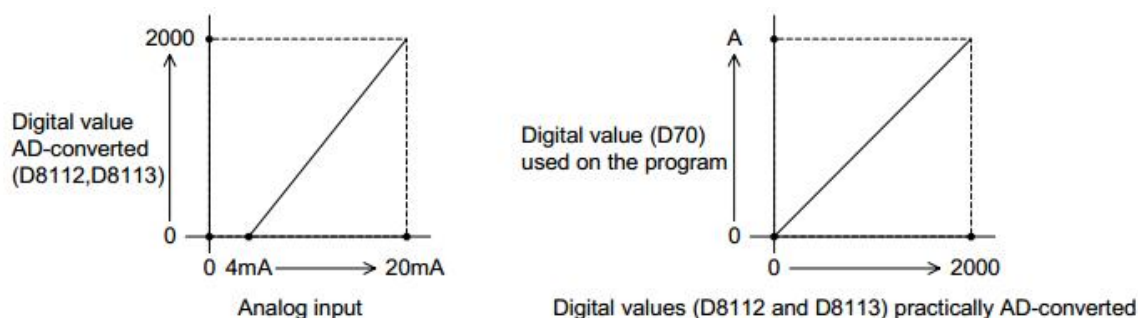 2000
Digital value
AD-converted
(D8112,D8113)
0
0 4mA 20mA
Analog input
A
Digital value (D70)
used on the program
0
0 2000
Digital values (D8112 and D8113) practically AD-converted